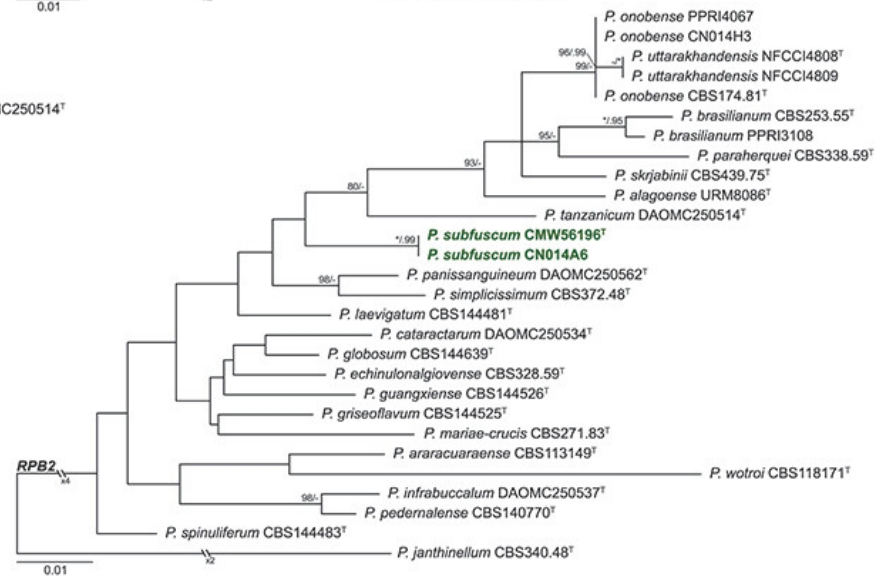 0.01
P. onobense PPRI4067
P. onobense CN014H3
96/.99
P. uttarakhandensis NFCCI4808ᵀ
-/*
99/-
P. uttarakhandensis NFCCI4809
P. onobense CBS174.81ᵀ
MC250514ᵀ
P. brasilianum CBS253.55ᵀ
*/.95
P. brasilianum PPRI3108
95/-
P. paraherquei CBS338.59ᵀ
93/-
P. skrjabinii CBS439.75ᵀ
80/-
P. alagoense URM8086ᵀ
P. tanzanicum DAOMC250514ᵀ
P. subfuscum CMW56196ᵀ
*/.99
P. subfuscum CN014A6
P. panissanguineum DAOMC250562ᵀ
98/-
P. simplicissimum CBS372.48ᵀ
P. laevigatum CBS144481ᵀ
P. cataractarum DAOMC250534ᵀ
P. globosum CBS144639ᵀ
P. echinulonalgiovense CBS328.59ᵀ
P. guangxiense CBS144526ᵀ
P. griseoflavum CBS144525ᵀ
P. mariae-crucis CBS271.83ᵀ
P. araracuaraense CBS113149ᵀ
RPB2
x4
P. wotroi CBS118171ᵀ
P. infrabuccalum DAOMC250537ᵀ
98/-
P. pedernalense CBS140770ᵀ
P. spinuliferum CBS144483ᵀ
P. janthinellum CBS340.48ᵀ
x2
0.01